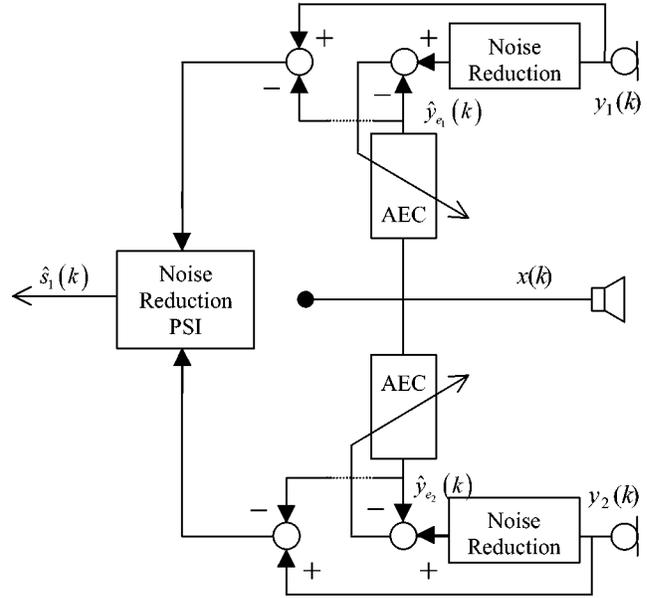 +
+
Noise
Reduction
−
−
ŷₑ₁(k)
y₁(k)
AEC
ŝ₁(k)
Noise
Reduction
PSI
x(k)
AEC
ŷₑ₂(k)
y₂(k)
−
−
Noise
Reduction
+
+